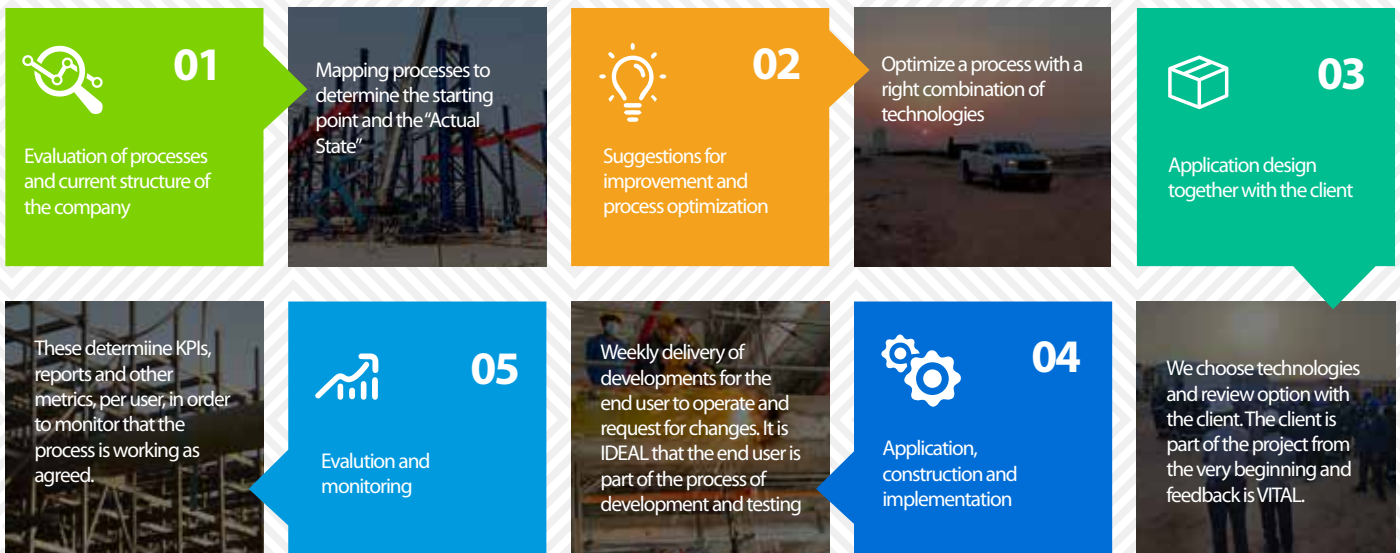 01
Evaluation of processes
and current structure of
the company
Mapping processes to
determine the starting
point and the “Actual
State”
02
Suggestions for
improvement and
process optimization
Optimize a process with a
right combination of
technologies
03
Application design
together with the client
We choose technologies
and review option with
the client. The client is
part of the project from
the very beginning and
feedback is VITAL.
04
Application,
construction and
implementation
Weekly delivery of
developments for the
end user to operate and
request for changes. It is
IDEAL that the end user is
part of the process of
development and testing
05
Evalution and
monitoring
These determiine KPIs,
reports and other
metrics, per user, in order
to monitor that the
process is working as
agreed.